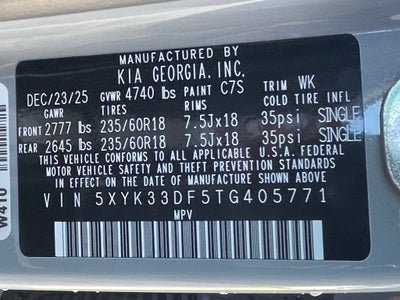 MANUFACTURED BY
KIA GEORGIA, INC.
DEC/23/25 GVWR 4740 lbs PAINT C7S TRIM WK
GAWR TIRES RIMS COLD TIRE INFL
FRONT 2777 lbs 235/60R18 7.5Jx18 35psi SINGLE
REAR 2645 lbs 235/60R18 7.5Jx18 35psi SINGLE
THIS VEHICLE CONFORMS TO ALL APPLICABLE U.S.A. FEDERAL
MOTOR VEHICLE SAFETY AND THEFT PREVENTION STANDARDS
IN EFFECT ON THE DATE OF MANUFACTURE SHOWN ABOVE.
VIN 5XYK33DF5TG405771
MPV
W410